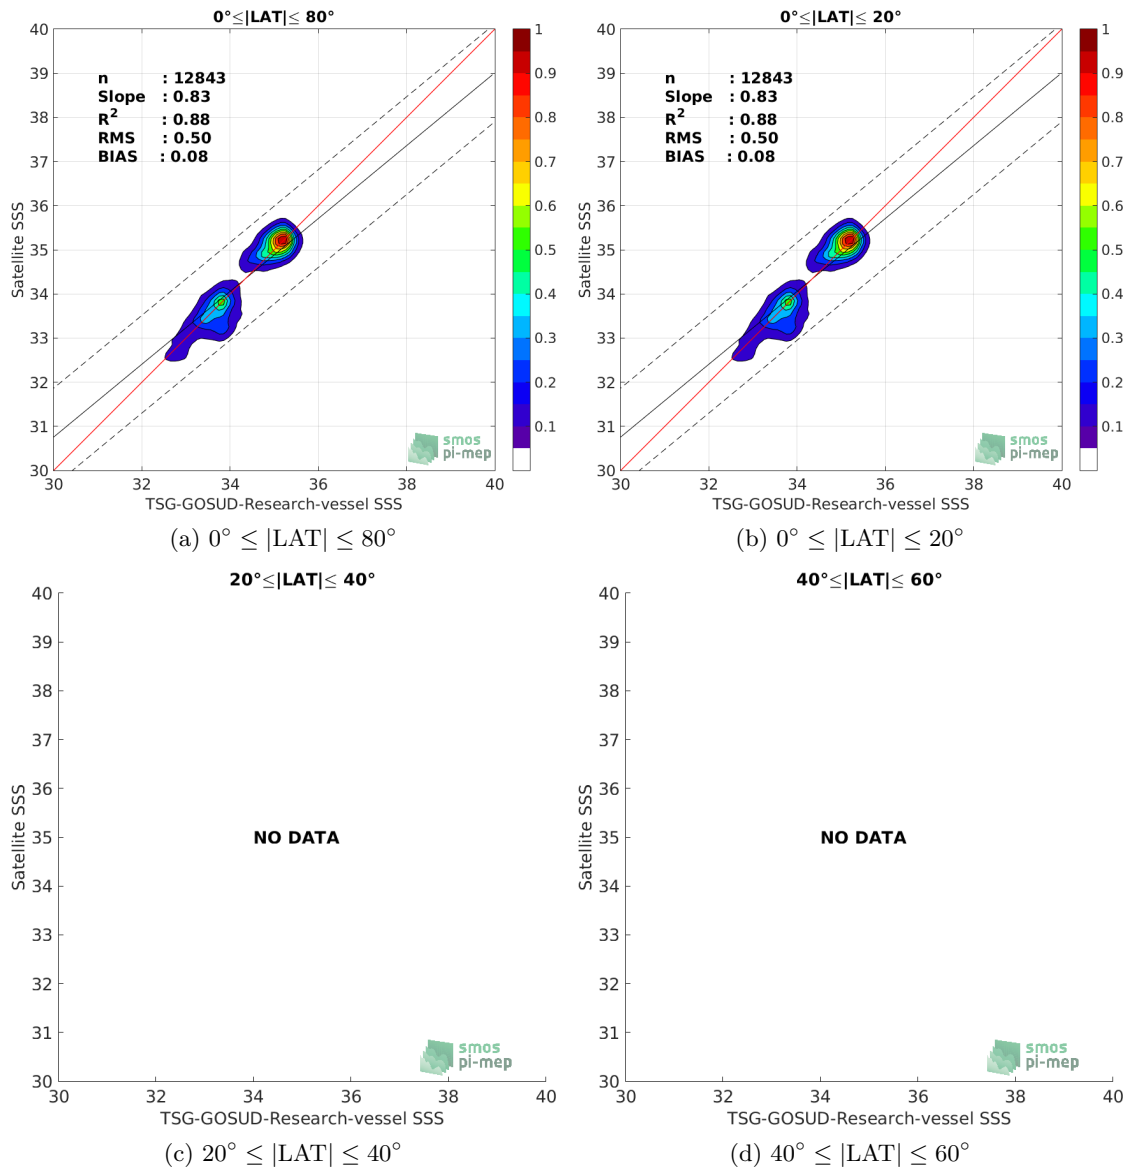 0°≤|LAT|≤ 80°
40
39
38
37
36
35
34
33
32
31
30
Satellite SSS
n : 12843
Slope : 0.83
R2 : 0.88
RMS : 0.50
BIAS : 0.08
1
0.9
0.8
0.7
0.6
0.5
0.4
0.3
0.2
0.1
smos
pi-mep
30 32 34 36 38 40
TSG-GOSUD-Research-vessel SSS
(a) 0° ≤ |LAT| ≤ 80°
0°≤|LAT|≤ 20°
40
39
38
37
36
35
34
33
32
31
30
Satellite SSS
n : 12843
Slope : 0.83
R2 : 0.88
RMS : 0.50
BIAS : 0.08
1
0.9
0.8
0.7
0.6
0.5
0.4
0.3
0.2
0.1
smos
pi-mep
30 32 34 36 38 40
TSG-GOSUD-Research-vessel SSS
(b) 0° ≤ |LAT| ≤ 20°
20°≤|LAT|≤ 40°
40
39
38
37
36
35
34
33
32
31
30
Satellite SSS
NO DATA
smos
pi-mep
30 32 34 36 38 40
TSG-GOSUD-Research-vessel SSS
(c) 20° ≤ |LAT| ≤ 40°
40°≤|LAT|≤ 60°
40
39
38
37
36
35
34
33
32
31
30
Satellite SSS
NO DATA
smos
pi-mep
30 32 34 36 38 40
TSG-GOSUD-Research-vessel SSS
(d) 40° ≤ |LAT| ≤ 60°